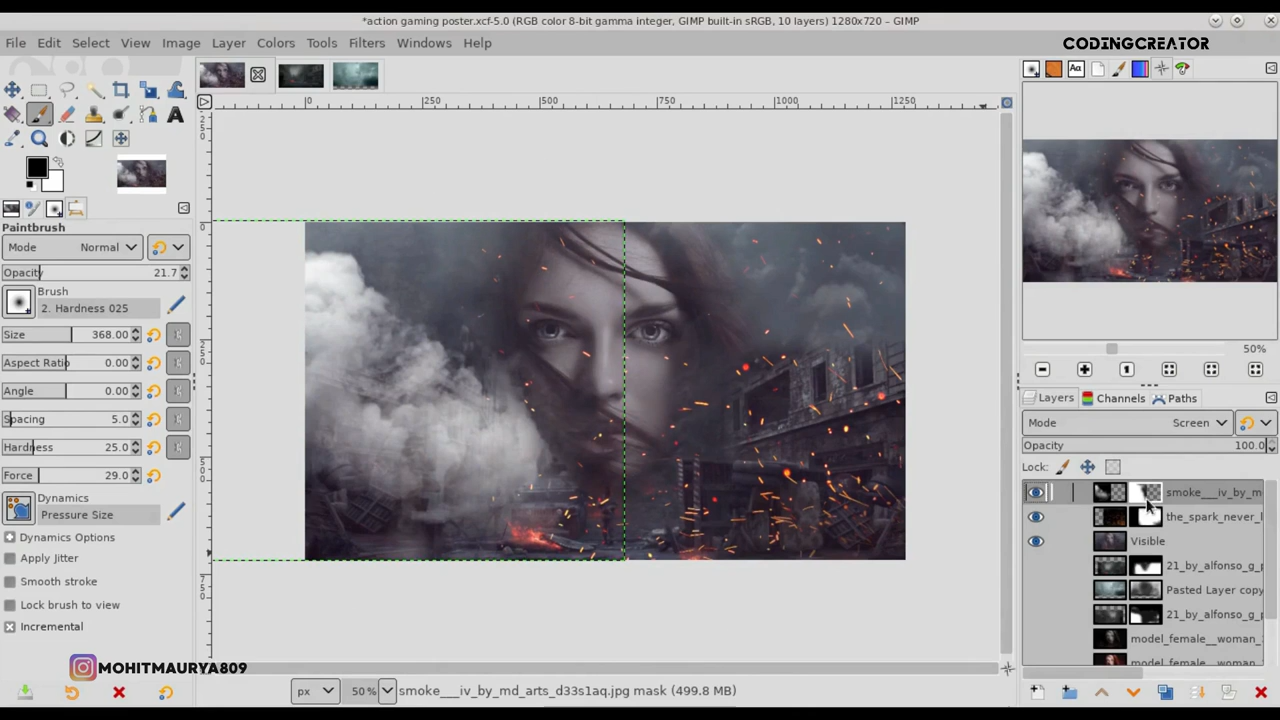 *action gaming poster.xcf-5.0 (RGB color 8-bit gamma integer, GIMP built-in sRGB, 10 layers) 1280x720 – GIMP
File Edit Select View Image Layer Colors Tools Filters Windows Help
CODINGCREATOR
0 250 500 750 1000 1250
Paintbrush
Mode Normal
Opacity 21.7
Brush
2. Hardness 025
Size 368.00
Aspect Ratio 0.00
Angle 0.00
Spacing 5.0
Hardness 25.0
Force 29.0
Dynamics
Pressure Size
Dynamics Options
Apply Jitter
Smooth stroke
Lock brush to view
Incremental
MOHITMAURYA809
px 50 % smoke___iv_by_md_arts_d33s1aq.jpg mask (499.8 MB)
50%
Layers Channels Paths
Mode Screen
Opacity 100.0
Lock:
smoke___iv_by_m
the_spark_never_l
Visible
21_by_alfonso_g_p
Pasted Layer copy
21_by_alfonso_g_p
model_female__woman_
model_female__woman_